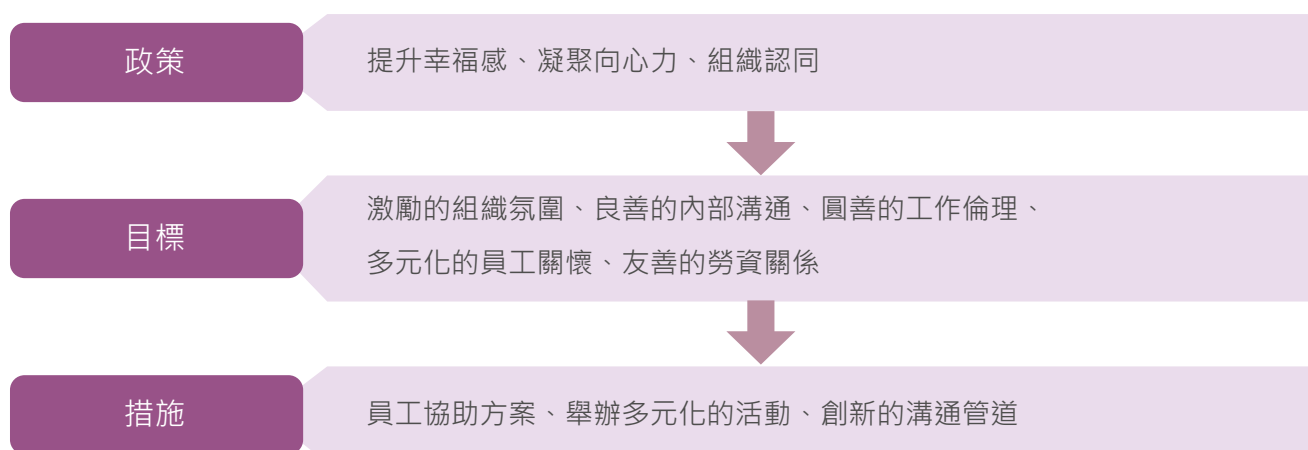 政策
提升幸福感、凝聚向心力、組織認同
目標
激勵的組織氛圍、良善的內部溝通、圓善的工作倫理、
多元化的員工關懷、友善的勞資關係
措施
員工協助方案、舉辦多元化的活動、創新的溝通管道